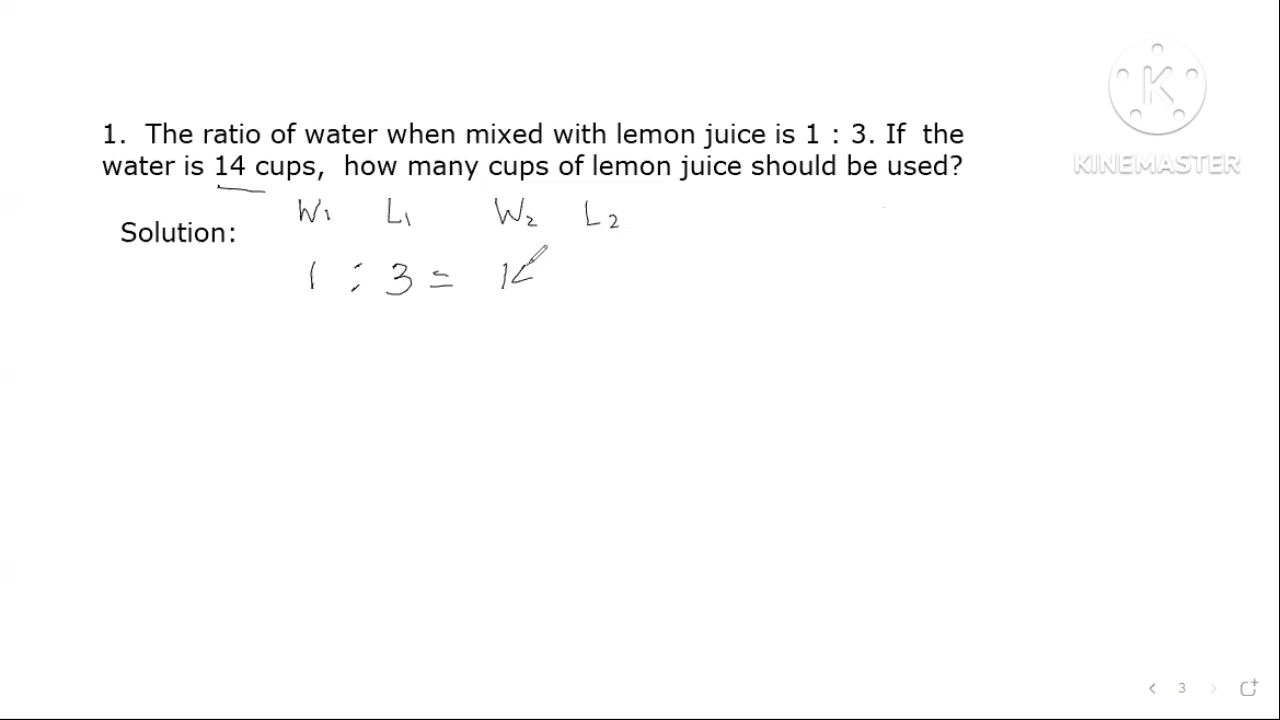 KINEMASTER
1. The ratio of water when mixed with lemon juice is 1 : 3. If the
water is 14 cups, how many cups of lemon juice should be used?
W1 L1 W2 L2
Solution:
1 : 3 = 14
3